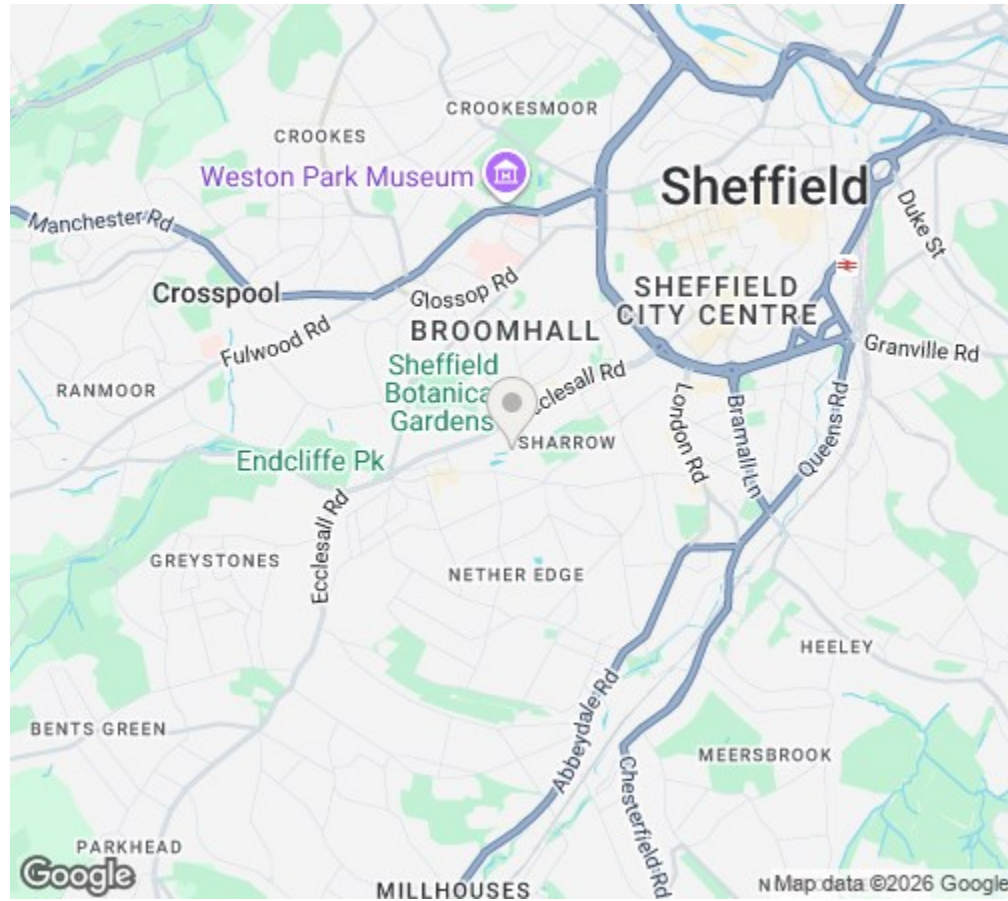 CROOKESMOOR
CROOKES
Weston Park Museum
Sheffield
Manchester Rd
Duke St
Crosspool
Glossop Rd
SHEFFIELD
CITY CENTRE
Fulwood Rd
BROOMHALL
Granville Rd
Sheffield
Botanica
Gardens
RANMOOR
cclesall Rd
London Rd
Bramall Ln
Queens Rd
SHARROW
Endcliffe Pk
Ecclesall Rd
GREYSTONES
NETHER EDGE
HEELEY
Abbeydale Rd
BENTS GREEN
MEERSBROOK
Chesterfield Rd
PARKHEAD
Google
MILLHOUSES
N
Map data ©2026 Google